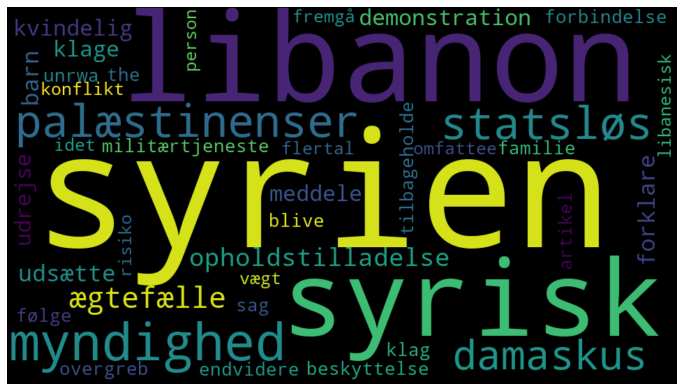 libanon
kvindelig
person
fremgå
demonstration
forbindelse
klage
unrwa
the
barn
konflikt
libanesisk
palæstinenser
statsløs
idet
militærtjeneste
flertal
tilbageholde
omfattee
familie
syrien
udrejse
meddele
forklare
blive
risiko
artikel
opholdstilladelse
udsætte
vægt
syrisk
ægtefælle
sag
følge
myndighed
klag
damaskus
overgreb
endvidere
beskyttelse